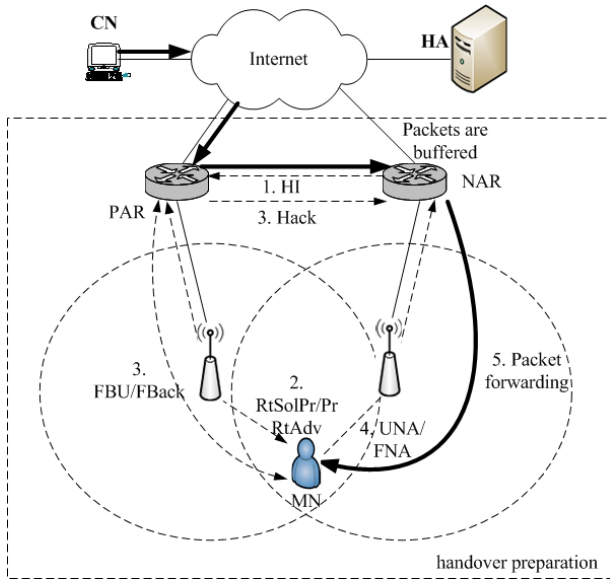 CN
HA
Internet
Packets are
buffered
1. HI
NAR
PAR
3. Hack
3.
FBU/FBack
2.
RtSolPr/Pr
RtAdv
4. UNA/
FNA
5. Packet
forwarding
MN
handover preparation